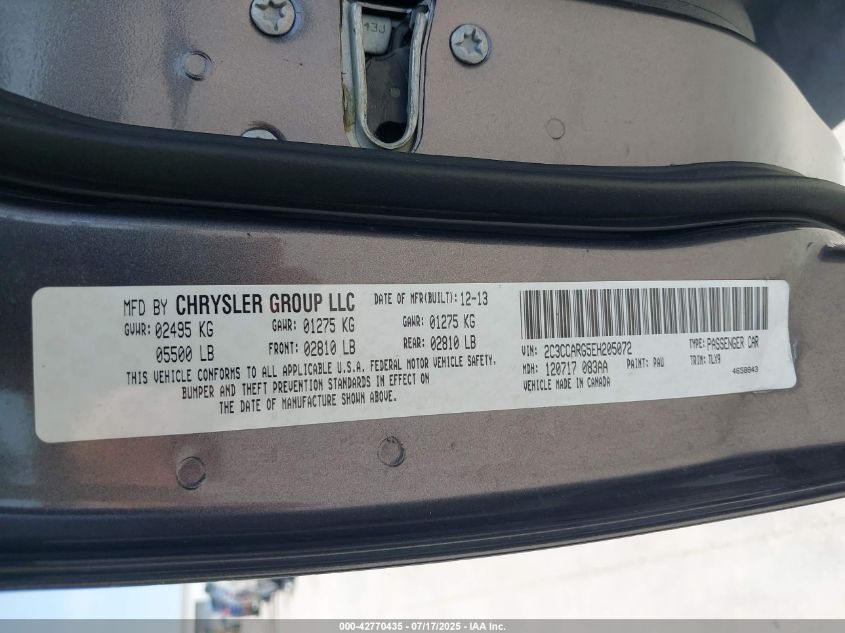 43J
MFD BY CHRYSLER GROUP LLC DATE OF MFR(BUILT): 12-13
GVWR: 02495 KG GAWR: 01275 KG GAWR: 01275 KG
05500 LB FRONT: 02810 LB REAR: 02810 LB
THIS VEHICLE CONFORMS TO ALL APPLICABLE U.S.A. FEDERAL MOTOR VEHICLE SAFETY,
BUMPER AND THEFT PREVENTION STANDARDS IN EFFECT ON
THE DATE OF MANUFACTURE SHOWN ABOVE.
VIN: 2C3CCARG5EH205072 TYPE: PASSENGER CAR
MDH: 120717 083AA PAINT: PAU TRIM: TLX9
VEHICLE MADE IN CANADA 4658843
000-42770435 - 07/17/2025 - IAA Inc.